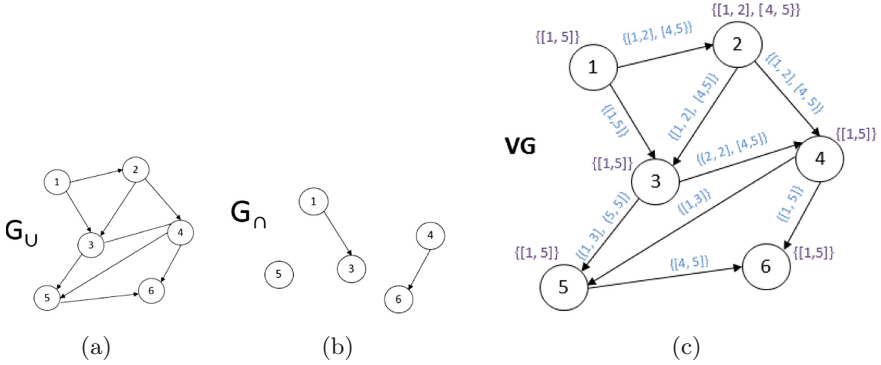 G∪
1
2
3
4
5
6
(a)
G∩
1
4
5
3
6
(b)
VG
{[1, 5]}
{[1, 2], [4, 5}}
{[1,2], [4,5}}
1
2
{[1,5]}
{[1, 2], [4,5]}
{[1, 2], [4, 5]}
{[1,5]}
{[1,5]}
3
{[2, 2], [4,5]}
4
{[1, 3], [5, 5]}
{[1,3]}
{[1, 5]}
{[1, 5]}
5
{[4, 5]}
6
{[1,5]}
(c)